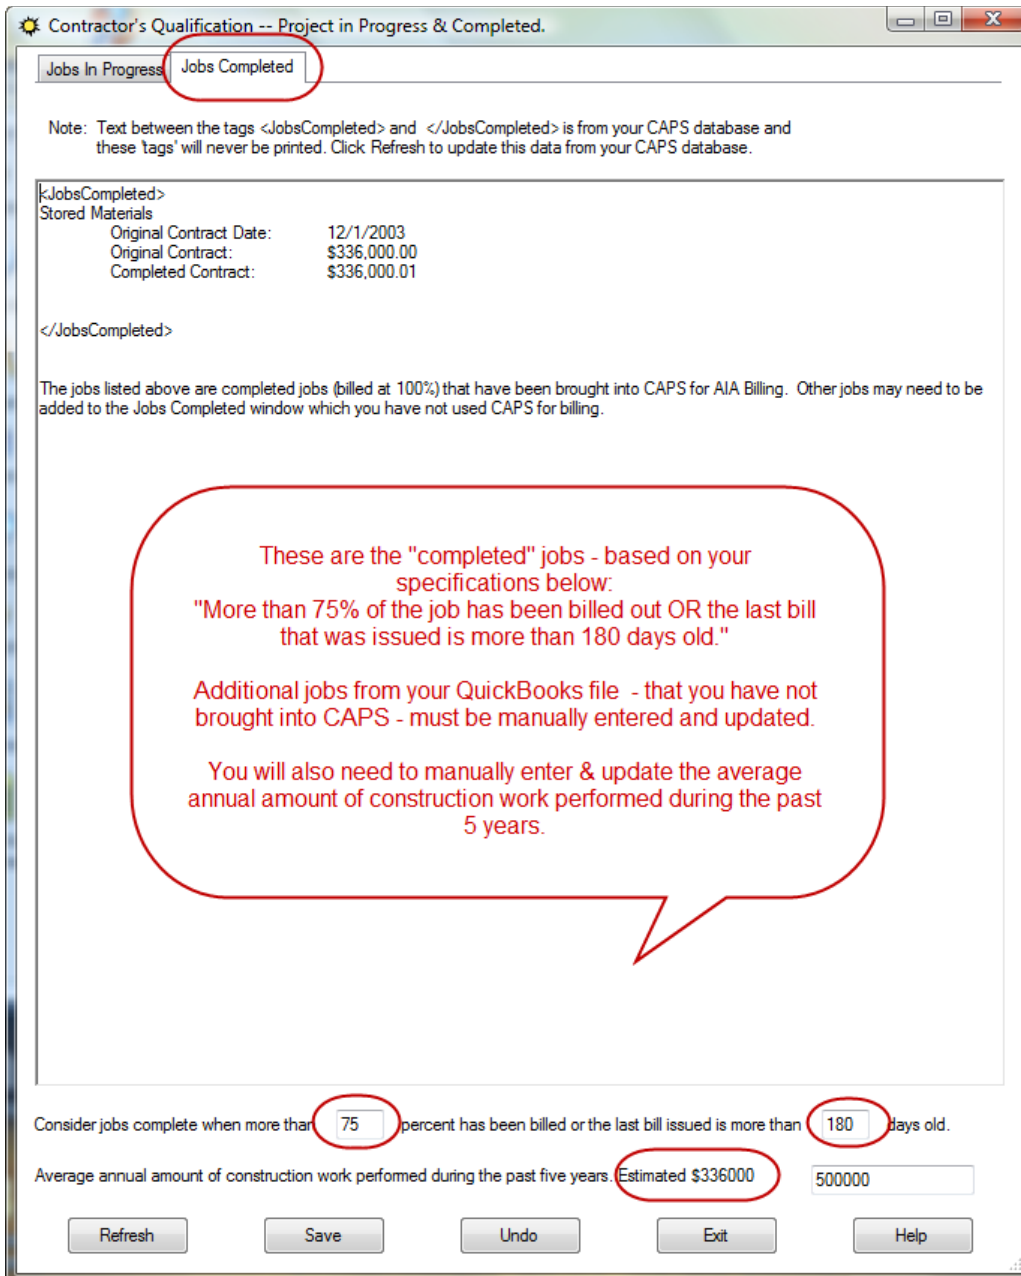 Contractor's Qualification -- Project in Progress & Completed.
Jobs In Progress Jobs Completed
Note: Text between the tags <JobsCompleted> and </JobsCompleted> is from your CAPS database and
these 'tags' will never be printed. Click Refresh to update this data from your CAPS database.
<JobsCompleted>
Stored Materials
Original Contract Date: 12/1/2003
Original Contract: $336,000.00
Completed Contract: $336,000.01
</JobsCompleted>
The jobs listed above are completed jobs (billed at 100%) that have been brought into CAPS for AIA Billing. Other jobs may need to be
added to the Jobs Completed window which you have not used CAPS for billing.
These are the "completed" jobs - based on your
specifications below:
"More than 75% of the job has been billed out OR the last bill
that was issued is more than 180 days old."
Additional jobs from your QuickBooks file - that you have not
brought into CAPS - must be manually entered and updated.
You will also need to manually enter & update the average
annual amount of construction work performed during the past
5 years.
Consider jobs complete when more than 75 percent has been billed or the last bill issued is more than 180 days old.
Average annual amount of construction work performed during the past five years. Estimated $336000 500000
Refresh Save Undo Exit Help